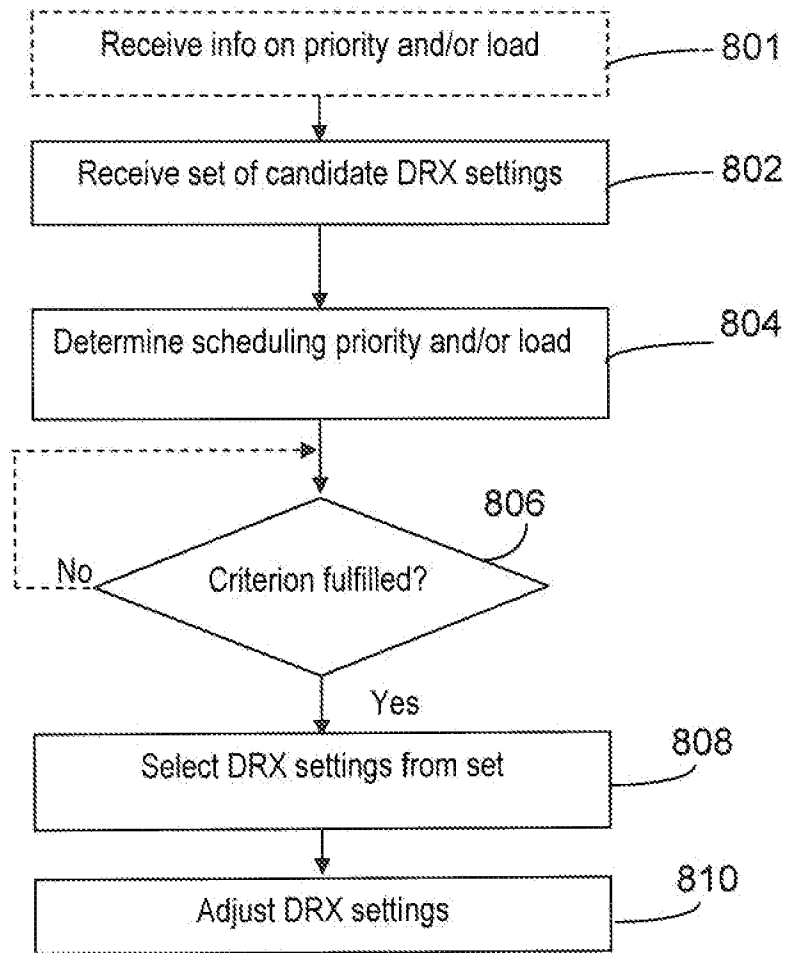 Receive info on priority and/or load
801
Receive set of candidate DRX settings
802
Determine scheduling priority and/or load
804
806
Criterion fulfilled?
No
Yes
Select DRX settings from set
808
Adjust DRX settings
810